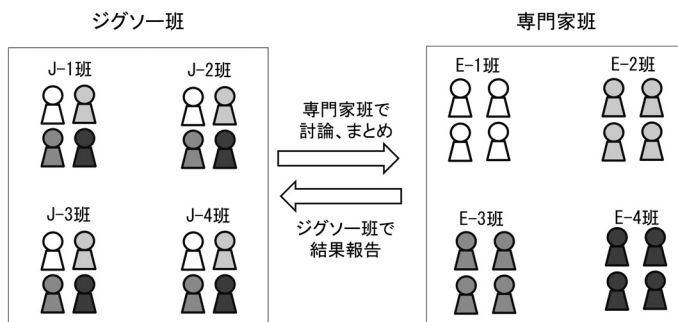 ジグソー班
J-1班
J-2班
J-3班
J-4班
専門家班で
討論、まとめ
ジグソー班で
結果報告
専門家班
E-1班
E-2班
E-3班
E-4班